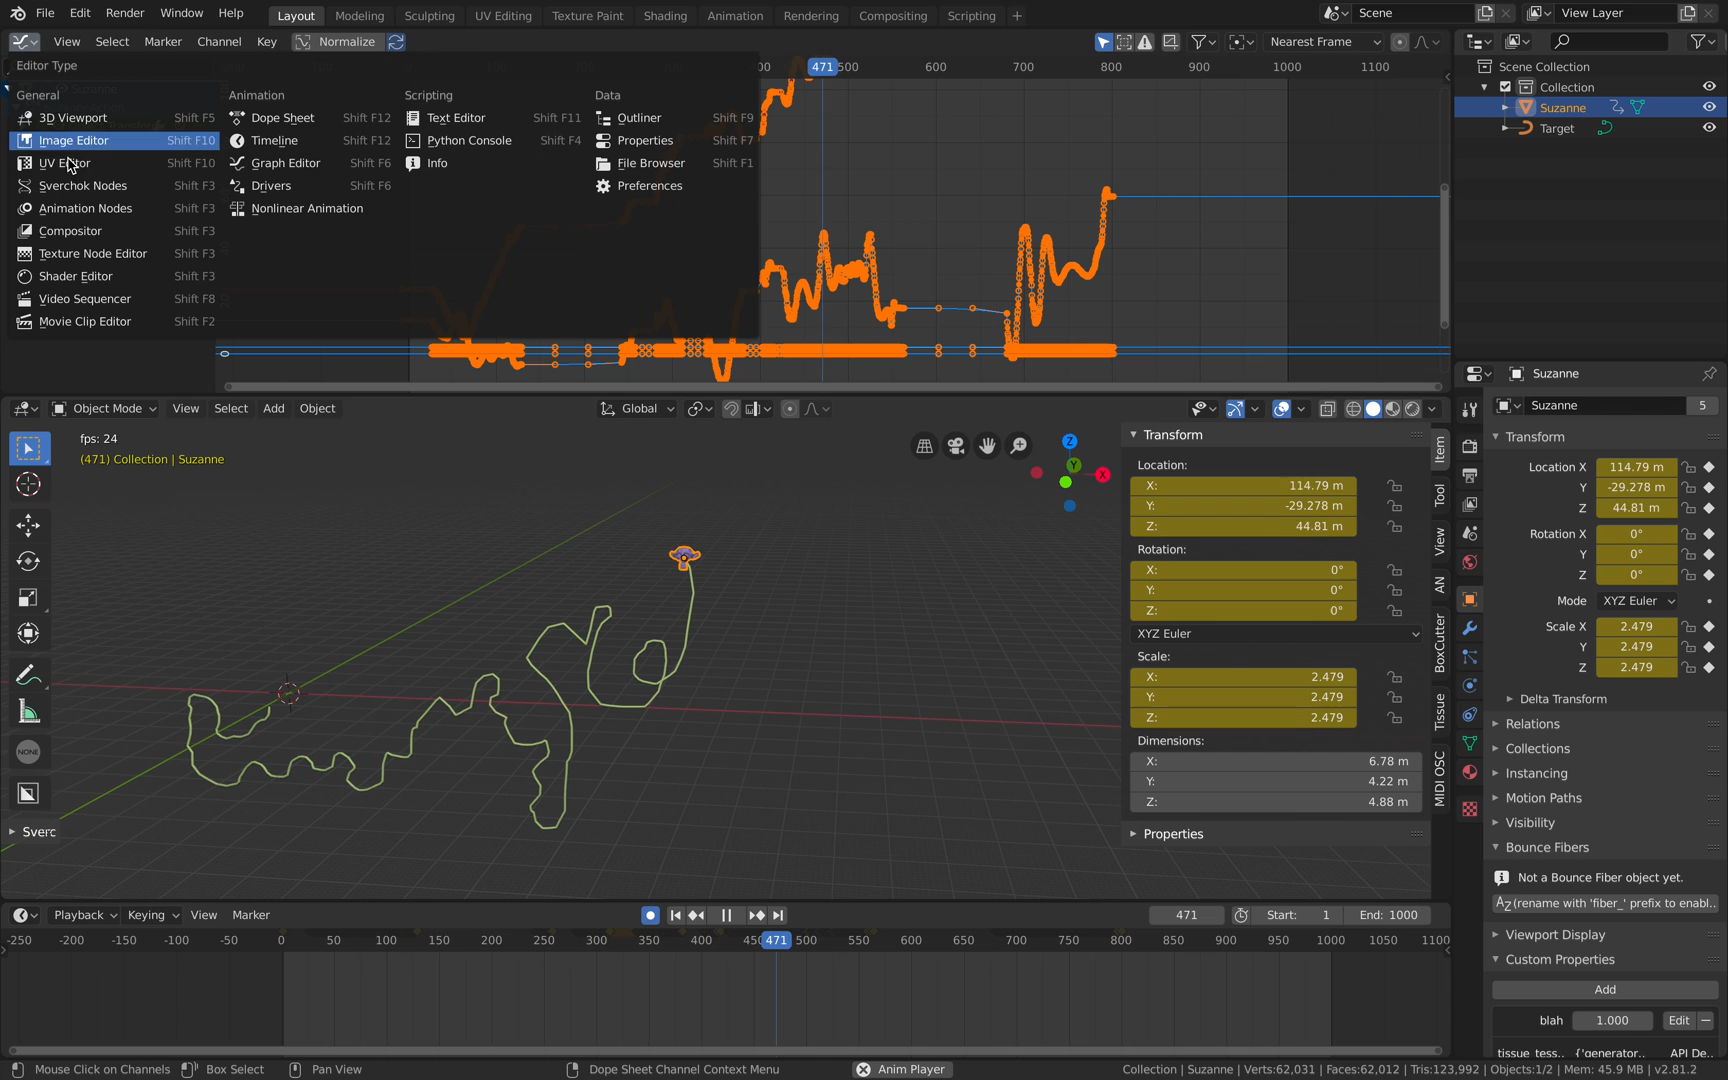 File Edit Render Window Help Layout Modeling Sculpting UV Editing Texture Paint Shading Animation Rendering Compositing Scripting + Scene View Layer
View Select Marker Channel Key Normalize Nearest Frame
Editor Type
471 500 600 700 800 900 1000 1100
General
3D Viewport Shift F5
Image Editor Shift F10
UV Editor Shift F10
Sverchok Nodes Shift F3
Animation Nodes Shift F3
Compositor Shift F3
Texture Node Editor Shift F3
Shader Editor Shift F3
Video Sequencer Shift F8
Movie Clip Editor Shift F2
Animation
Dope Sheet Shift F12
Timeline Shift F12
Graph Editor Shift F6
Drivers Shift F6
Nonlinear Animation
Scripting
Text Editor Shift F11
Python Console Shift F4
Info
Data
Outliner Shift F9
Properties Shift F7
File Browser Shift F1
Preferences
Scene Collection
Collection
Suzanne
Target
Object Mode View Select Add Object Global
fps: 24
(471) Collection | Suzanne
Z
Y
X
NONE
Sverc
Transform
Location:
X: 114.79 m
Y: -29.278 m
Z: 44.81 m
Rotation:
X: 0°
Y: 0°
Z: 0°
XYZ Euler
Scale:
X: 2.479
Y: 2.479
Z: 2.479
Dimensions:
X: 6.78 m
Y: 4.22 m
Z: 4.88 m
Properties
Item
Tool
View
AN
BoxCutter
Tissue
MIDI OSC
Suzanne
Suzanne 5
Transform
Location X 114.79 m
Y -29.278 m
Z 44.81 m
Rotation X 0°
Y 0°
Z 0°
Mode XYZ Euler
Scale X 2.479
Y 2.479
Z 2.479
Delta Transform
Relations
Collections
Instancing
Motion Paths
Visibility
Bounce Fibers
Not a Bounce Fiber object yet.
(rename with 'fiber_' prefix to enabl..
Viewport Display
Custom Properties
Add
blah 1.000 Edit
tissue_tess.. {'generator.. API De..
Playback Keying View Marker 471 Start: 1 End: 1000
-250 -200 -150 -100 -50 0 50 100 150 200 250 300 350 400 450 471 500 550 600 650 700 750 800 850 900 950 1000 1050 1100
Mouse Click on Channels Box Select Pan View Dope Sheet Channel Context Menu Anim Player Collection | Suzanne | Verts:62,031 | Faces:62,012 | Tris:123,992 | Objects:1/2 | Mem: 45.9 MB | v2.81.2